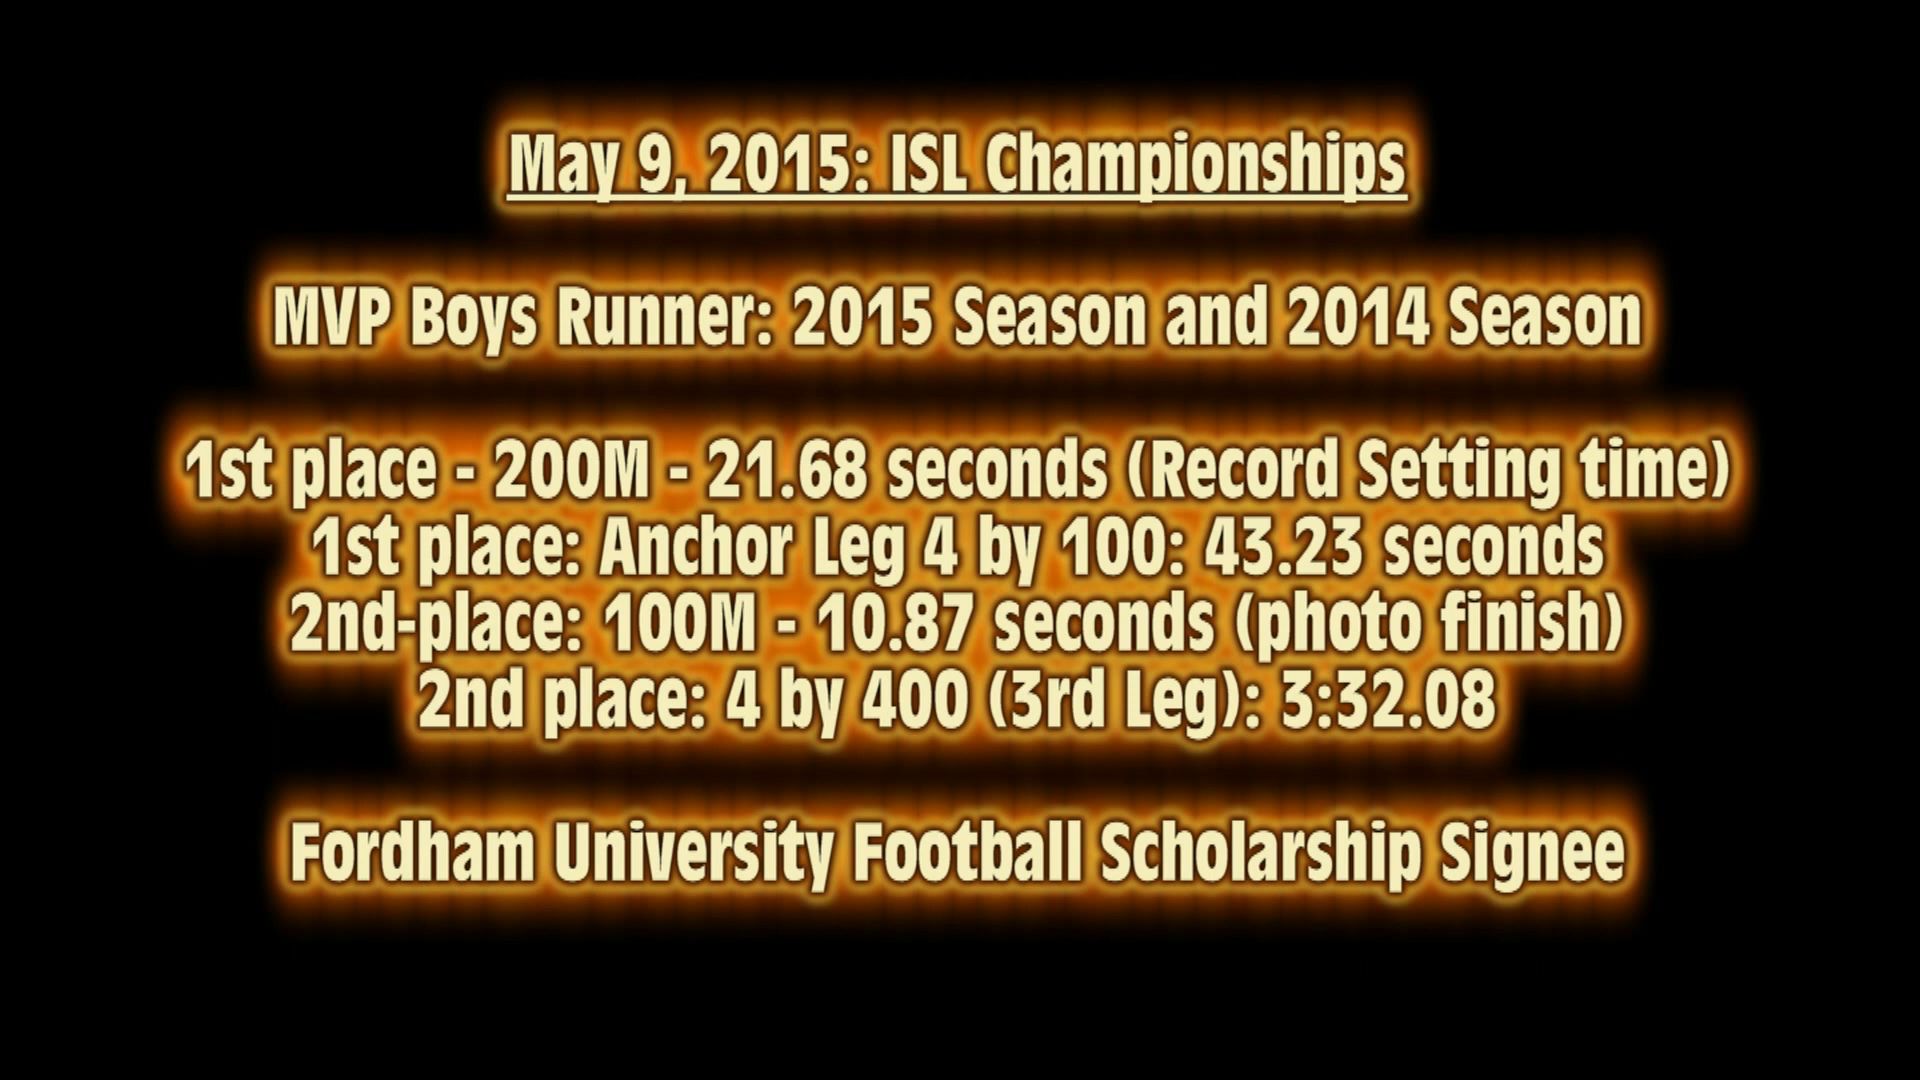 May 9, 2015: ISL Championships
MVP Boys Runner: 2015 Season and 2014 Season
1st place - 200M - 21.68 seconds (Record Setting time)
1st place: Anchor Leg 4 by 100: 43.23 seconds
2nd-place: 100M - 10.87 seconds (photo finish)
2nd place: 4 by 400 (3rd Leg): 3:32.08
Fordham University Football Scholarship Signee